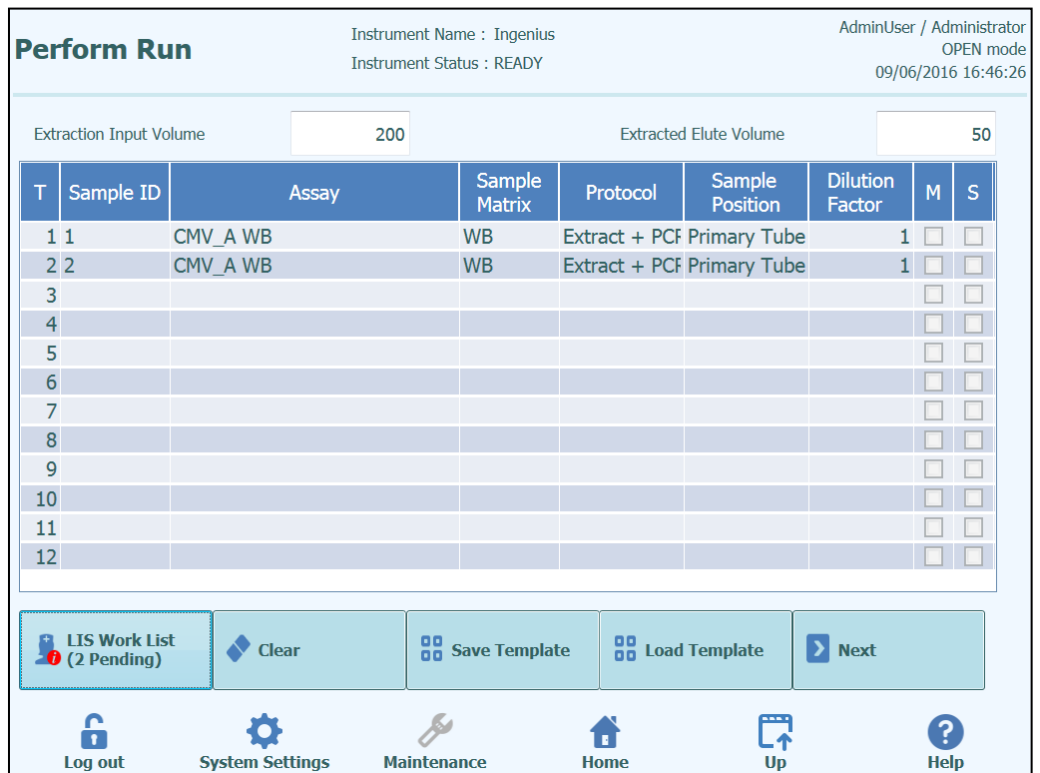 Perform Run
Instrument Name : Ingenius
Instrument Status : READY
AdminUser / Administrator
OPEN mode
09/06/2016 16:46:26
Extraction Input Volume 200 Extracted Elute Volume 50
T Sample ID Assay Sample Matrix Protocol Sample Position Dilution Factor M S
1 1 CMV_A WB WB Extract + PCF Primary Tube 1
2 2 CMV_A WB WB Extract + PCF Primary Tube 1
3
4
5
6
7
8
9
10
11
12
LIS Work List
(2 Pending)
Clear
Save Template
Load Template
Next
Log out System Settings Maintenance Home Up Help